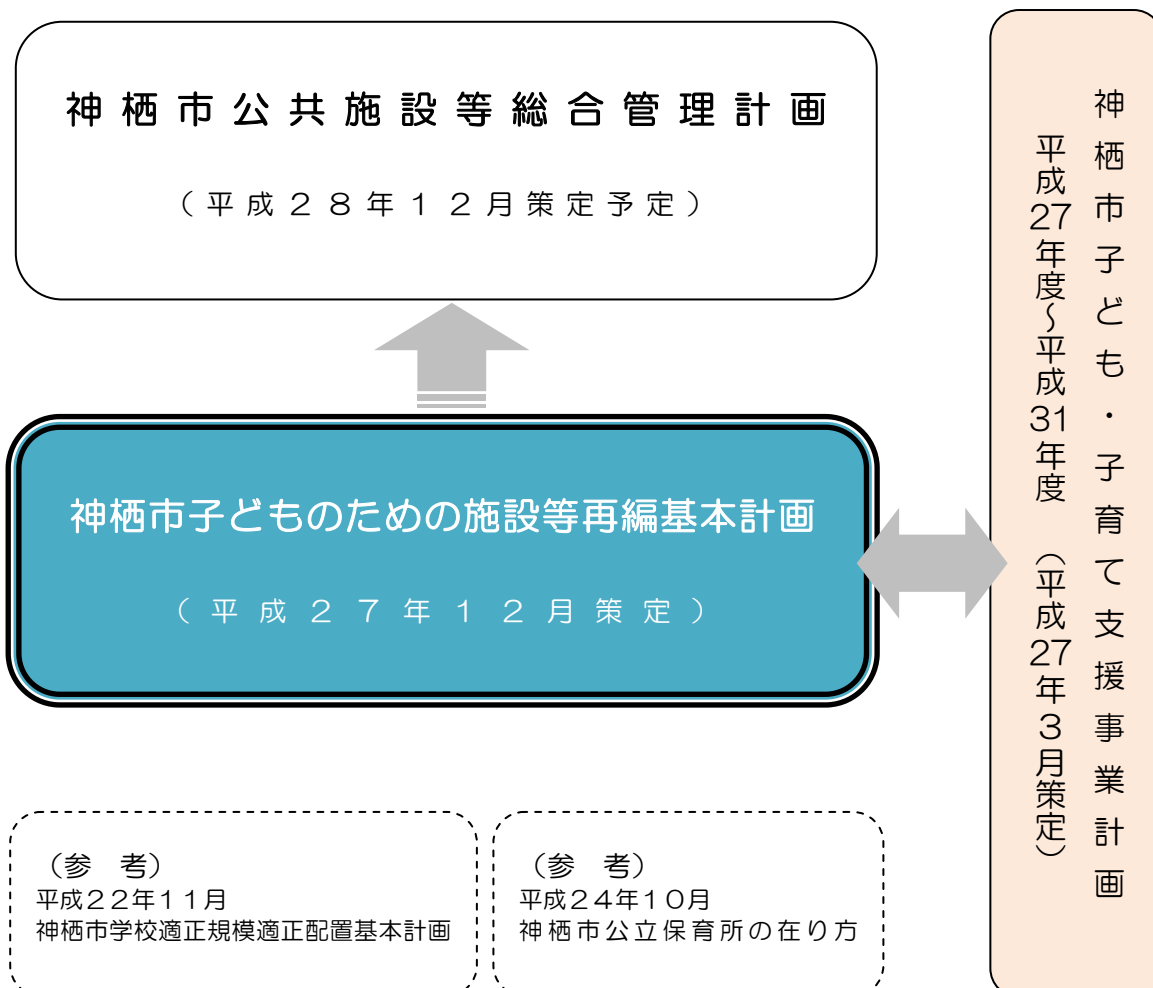 神栖市公共施設等総合管理計画
（平成２８年１２月策定予定）
神栖市子どものための施設等再編基本計画
（平成２７年１２月策定）
神栖市子ども・子育て支援事業計画
平成27年度～平成31年度　（平成27年３月策定）
（参　考）
平成２２年１１月
神栖市学校適正規模適正配置基本計画
（参　考）
平成２４年１０月
神栖市公立保育所の在り方